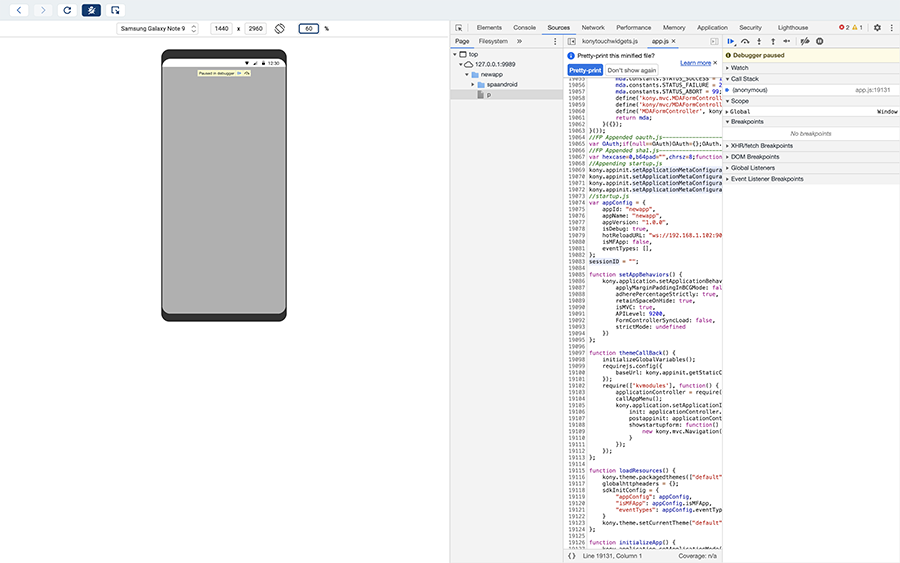 Samsung Galaxy Note 9 1440 x 2960 60 %
12:30
Paused in debugger
Elements Console Sources Network Performance Memory Application Security Lighthouse 2 1
Page Filesystem »
top
127.0.0.1:9989
newapp
spaandroid
p
konytouchwidgets.js app.js ×
Pretty-print this minified file? Learn more ×
Pretty-print Don't show again
19055 mda.constants.STATUS_SUCCESS = 1
19056 mda.constants.STATUS_FAILURE = 2
19057 mda.constants.STATUS_ABORT = 99;
19058 define('kony.mvc.MDAFormControll
19059 define('kony/mvc/MDAFormControll
19060 define('MDAFormController', kony
19061 return mda;
19062 }({});
19063 }());
19064 //FP Appended oauth.js
19065 var OAuth;if(null==OAuth)OAuth={};OAuth.
19066 //FP Appended sha1.js
19067 var hexcase=0,b64pad="",chrsz=8;function
19068 //Appending startup.js
19069 kony.appinit.setApplicationMetaConfigura
19070 kony.appinit.setApplicationMetaConfigura
19071 kony.appinit.setApplicationMetaConfigura
19072 kony.appinit.setApplicationMetaConfigura
19073 //startup.js
19074 var appConfig = {
19075 appId: "newapp",
19076 appName: "newapp",
19077 appVersion: "1.0.0",
19078 isDebug: true,
19079 hotReloadURL: "ws://192.168.1.102:90
19080 isMFApp: false,
19081 eventTypes: [],
19082 };
19083 sessionID = "";
19084
19085 function setAppBehaviors() {
19086 kony.application.setApplicationBehav
19087 applyMarginPaddingInBCGMode: fal
19088 adherePercentageStrictly: true,
19089 retainSpaceOnHide: true,
19090 isMVC: true,
19091 APILevel: 9200,
19092 FormControllerSyncLoad: false,
19093 strictMode: undefined
19094 })
19095 };
19096
19097 function themeCallBack() {
19098 initializeGlobalVariables();
19099 requirejs.config({
19100 baseUrl: kony.appinit.getStaticC
19101 });
19102 require(['kvmodules'], function() {
19103 applicationController = require(
19104 callAppMenu();
19105 kony.application.setApplicationI
19106 init: applicationController.
19107 postappinit: applicationCont
19108 showstartupform: function()
19109 new kony.mvc.Navigation(
19110 }
19111 });
19112 });
19113 };
19114
19115 function loadResources() {
19116 kony.theme.packagedthemes(["default"
19117 globalhttpheaders = {};
19118 sdkInitConfig = {
19119 "appConfig": appConfig,
19120 "isMFApp": appConfig.isMFApp,
19121 "eventTypes": appConfig.eventTyp
19122 }
19123 kony.theme.setCurrentTheme("default"
19124 };
19125
19126 function initializeApp() {
{} Line 19131, Column 1 Coverage: n/a
Debugger paused
Watch
Call Stack
(anonymous) app.js:19131
Scope
Global Window
Breakpoints
No breakpoints
XHR/fetch Breakpoints
DOM Breakpoints
Global Listeners
Event Listener Breakpoints